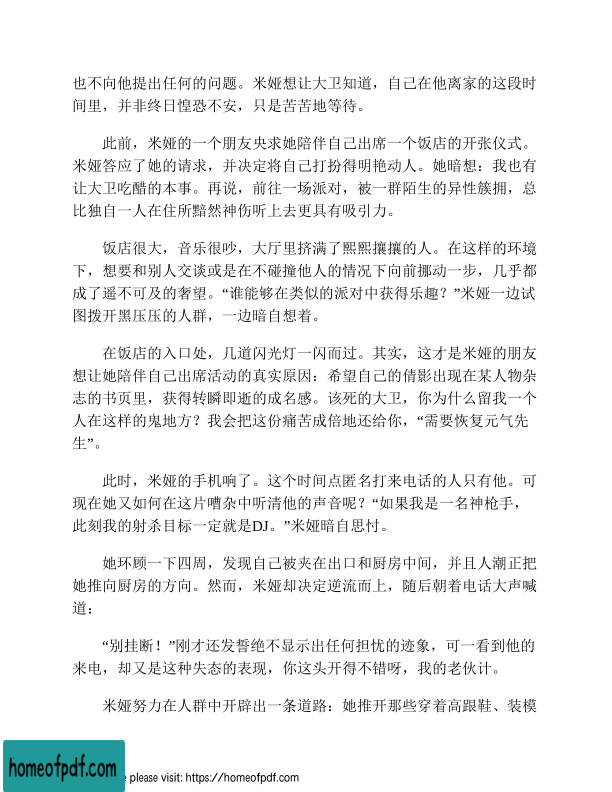 也不向他提出任何的问题。米娅想让大卫知道，自己在他离家的这段时
间里，并非终日惶恐不安，只是苦苦地等待。
此前，米娅的一个朋友央求她陪伴自己出席一个饭店的开张仪式。
米娅答应了她的请求，并决定将自己打扮得明艳动人。她暗想：我也有
让大卫吃醋的本事。再说，前往一场派对，被一群陌生的异性簇拥，总
比独自一人在住所黯然神伤听上去更具有吸引力。
饭店很大，音乐很吵，大厅里挤满了熙熙攘攘的人。在这样的环境
下，想要和别人交谈或是在不碰撞他人的情况下向前挪动一步，几乎都
成了遥不可及的奢望。“谁能够在类似的派对中获得乐趣？”米娅一边试
图拨开黑压压的人群，一边暗自想着。
在饭店的入口处，几道闪光灯一闪而过。其实，这才是米娅的朋友
想让她陪伴自己出席活动的真实原因：希望自己的倩影出现在某人物杂
志的书页里，获得转瞬即逝的成名感。该死的大卫，你为什么留我一个
人在这样的鬼地方？我会把这份痛苦成倍地还给你，“需要恢复元气先
生”。
此时，米娅的手机响了。这个时间点匿名打来电话的人只有他。可
现在她又如何在这片嘈杂中听清他的声音呢？“如果我是一名神枪手，
此刻我的射杀目标一定就是DJ。”米娅暗自思忖。
她环顾一下四周，发现自己被夹在出口和厨房中间，并且人潮正把
她推向厨房的方向。然而，米娅却决定逆流而上，随后朝着电话大声喊
道：
“别挂断！”刚才还发誓绝不显示出任何担忧的迹象，可一看到他的
来电，却又是这种失态的表现，你这头开得不错呀，我的老伙计。
米娅努力在人群中开辟出一条道路：她推开那些穿着高跟鞋、装模
homeofpdf.com
e please visit: https://homeofpdf.com